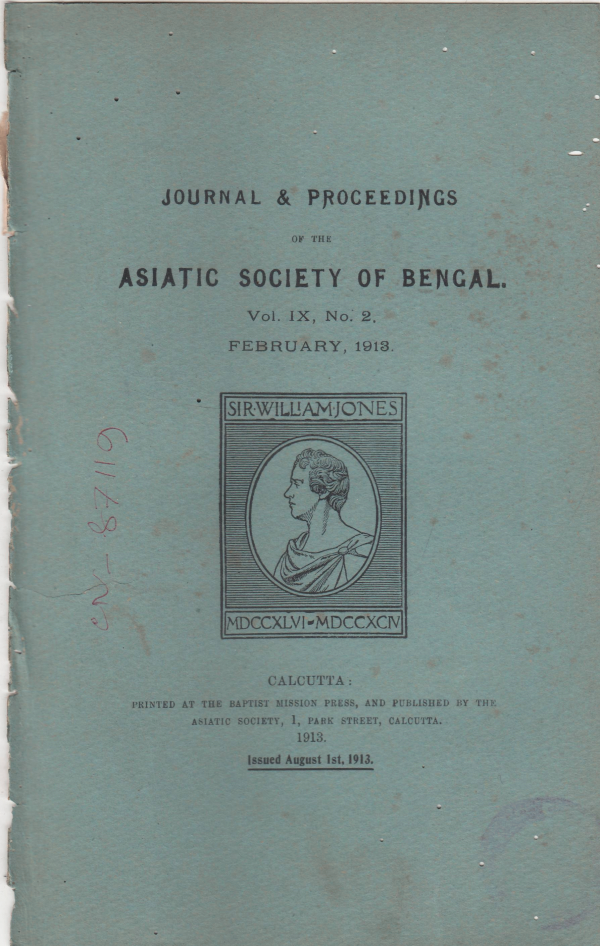 JOURNAL & PROCEEDINGS
OF THE
ASIATIC SOCIETY OF BENGAL.
Vol. IX, No. 2,
FEBRUARY, 1913.
SIR·WILLIAM·JONES
MDCCXLVI-MDCCXCIV
CALCUTTA:
PRINTED AT THE BAPTIST MISSION PRESS, AND PUBLISHED BY THE
ASIATIC SOCIETY, 1, PARK STREET, CALCUTTA.
1913.
Issued August 1st, 1913.
87119